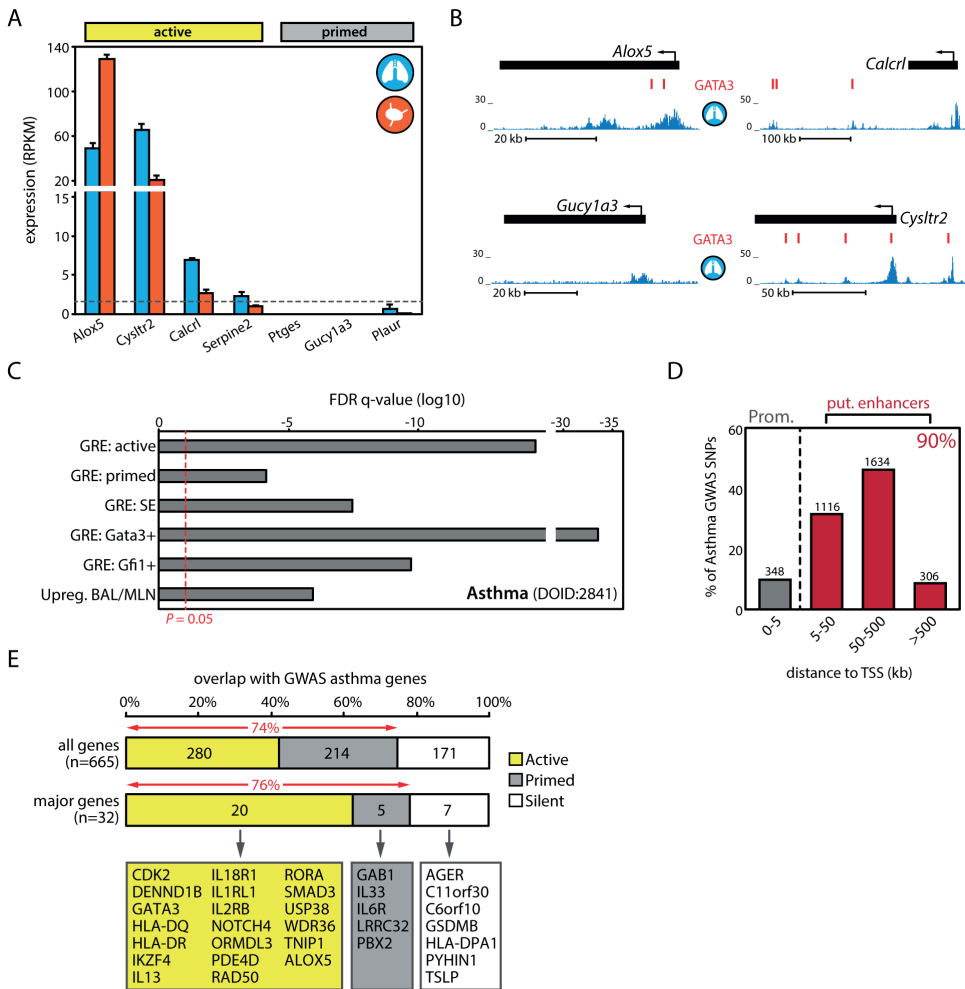 A
active
primed
expression (RPKM)
140
100
60
20
15
10
5
0
Alox5
Cysltr2
Calcrl
Serpine2
Ptges
Gucy1a3
Plaur
B
Alox5
Calcrl
GATA3
30
0
20 kb
30
0
100 kb
Gucy1a3
Cysltr2
GATA3
30
0
20 kb
30
0
50 kb
C
FDR q-value (log10)
0
-5
-10
-30
-35
GRE: active
GRE: primed
GRE: SE
GRE: Gata3+
GRE: Gfi1+
Upreg. BAL/MLN
Asthma (DOID:2841)
P = 0.05
D
put. enhancers
Prom.
90%
% of Asthma GWAS SNPs
60
40
20
0
348
1116
1634
306
0-5
5-50
50-500
>500
distance to TSS (kb)
E
overlap with GWAS asthma genes
0%
20%
40%
60%
80%
100%
74%
all genes
(n=665)
280
214
171
76%
major genes
(n=32)
20
5
7
Active
Primed
Silent
CDK2
DENND1B
GATA3
HLA-DQ
HLA-DR
IKZF4
IL13
IL18R1
IL1RL1
IL2RB
NOTCH4
ORMDL3
PDE4D
RAD50
RORA
SMAD3
USP38
WDR36
TNIP1
ALOX5
GAB1
IL33
IL6R
LRRC32
PBX2
AGER
C11orf30
C6orf10
GSDMB
HLA-DPA1
PYHIN1
TSLP